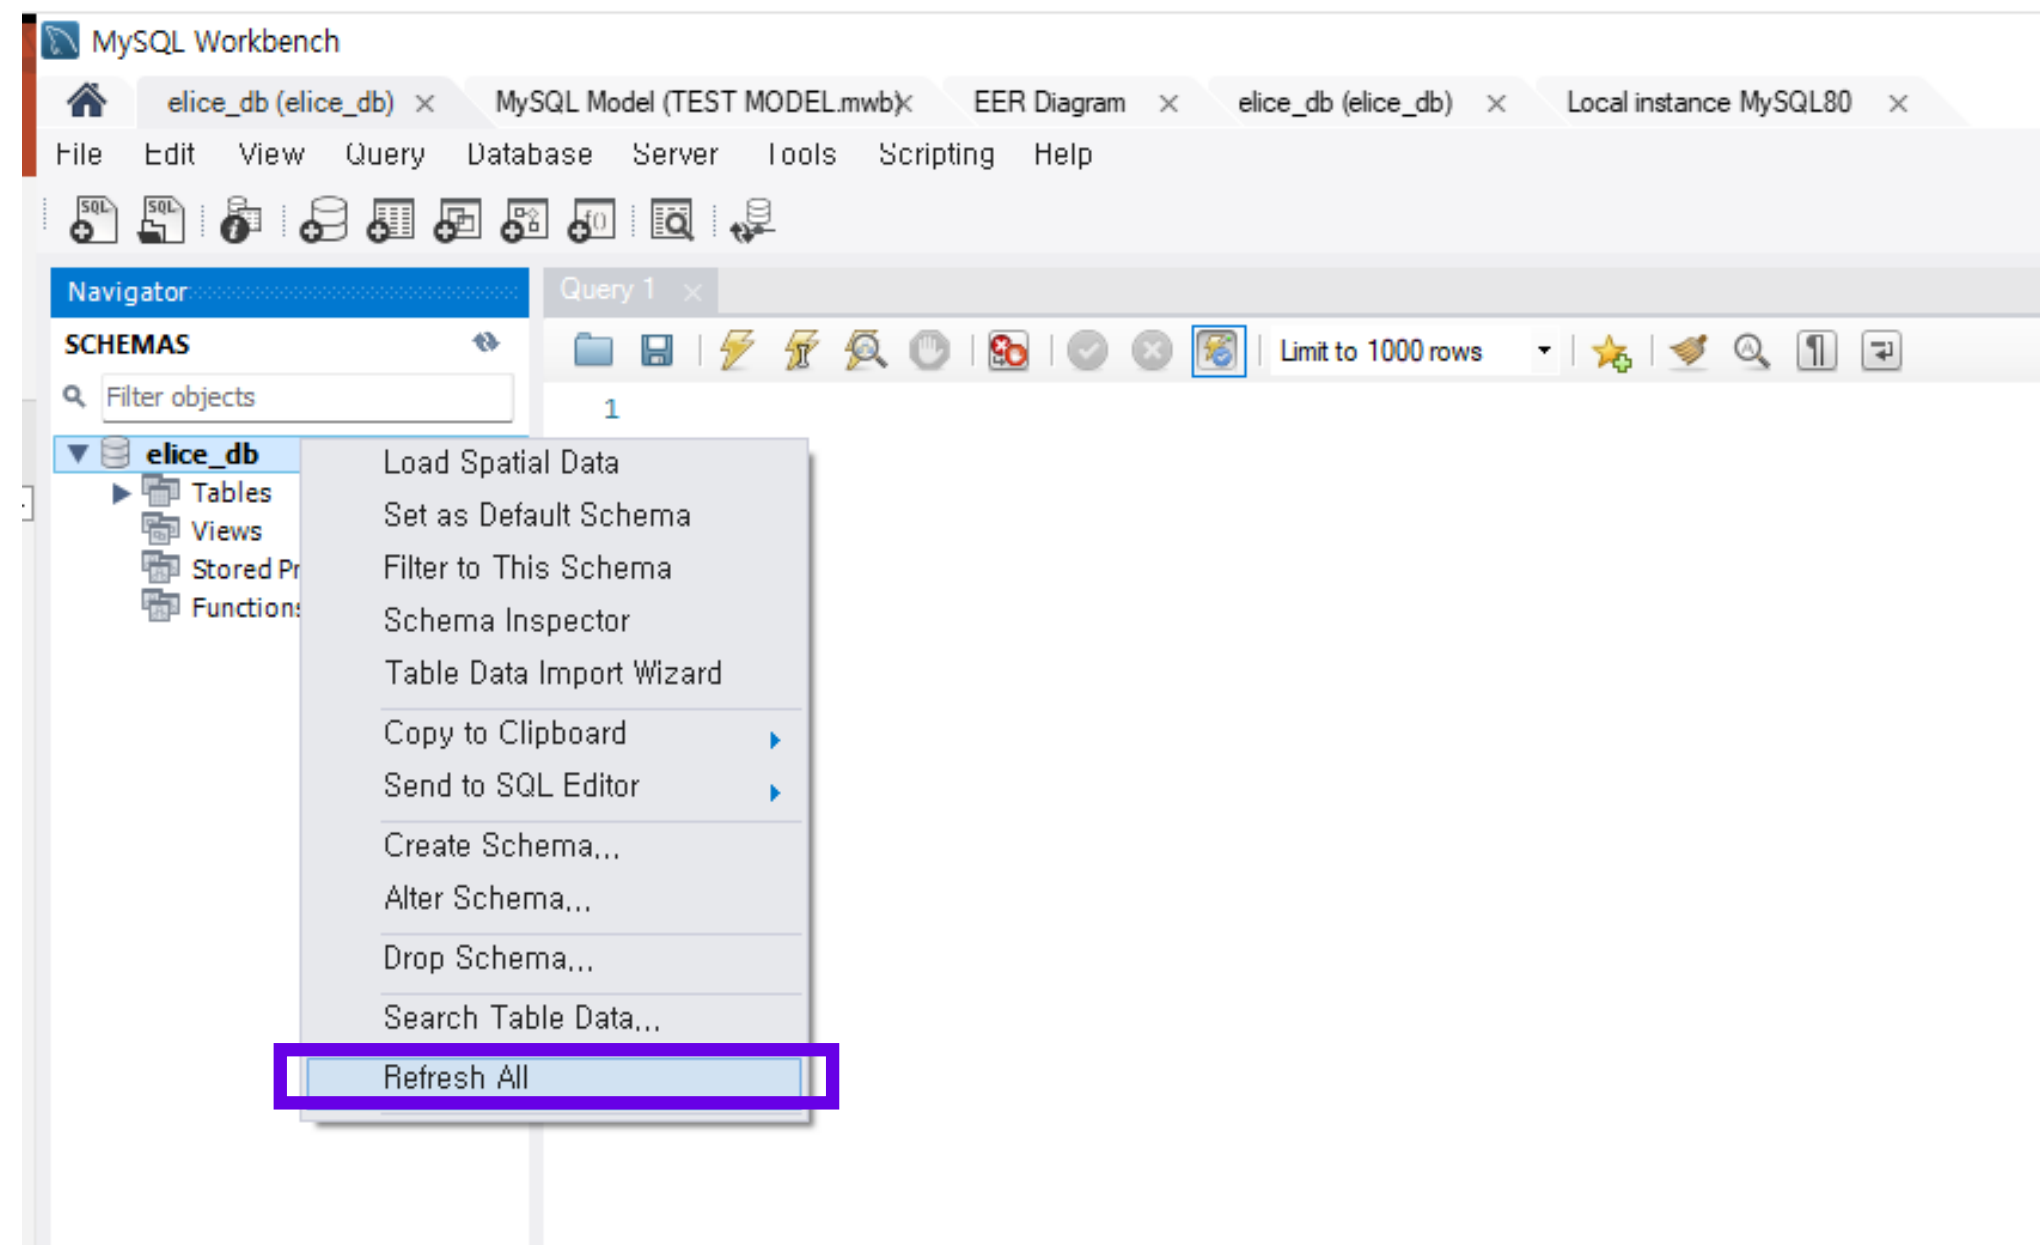 MySQL Workbench
elice_db (elice_db) MySQL Model (TEST MODEL.mwb) EER Diagram elice_db (elice_db) Local instance MySQL80
File Edit View Query Database Server Tools Scripting Help
SQL SQL
Navigator Query 1
SCHEMAS
Limit to 1000 rows
Filter objects
1
elice_db
Tables
Views
Stored Pr
Functions
Load Spatial Data
Set as Default Schema
Filter to This Schema
Schema Inspector
Table Data Import Wizard
Copy to Clipboard
Send to SQL Editor
Create Schema...
Alter Schema...
Drop Schema...
Search Table Data...
Refresh All